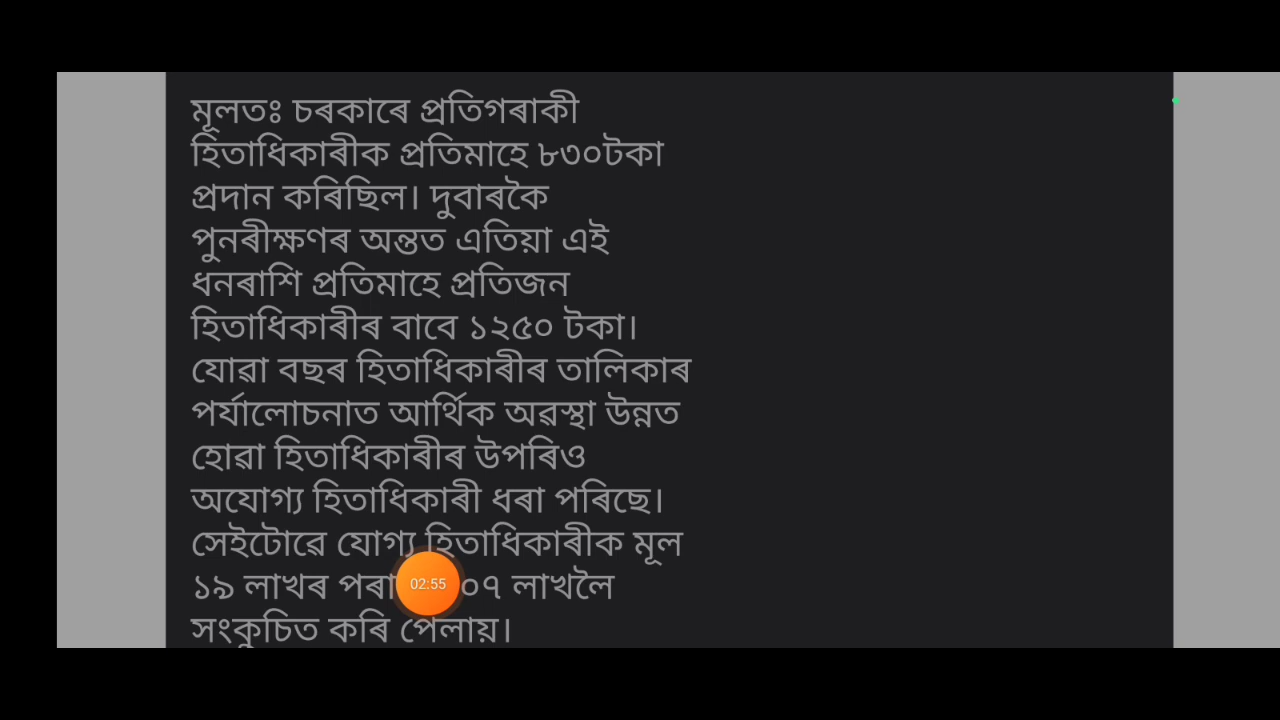 মূলতঃ চৰকাৰে প্ৰতিগৰাকী
হিতাধিকাৰীক প্ৰতিমাহে ৮৩০টকা
প্ৰদান কৰিছিল। দুবাৰকৈ
পুনৰীক্ষণৰ অন্তত এতিয়া এই
ধনৰাশি প্ৰতিমাহে প্ৰতিজন
হিতাধিকাৰীৰ বাবে ১২৫০ টকা।
যোৱা বছৰ হিতাধিকাৰীৰ তালিকাৰ
পৰ্যালোচনাত আৰ্থিক অৱস্থা উন্নত
হোৱা হিতাধিকাৰীৰ উপৰিও
অযোগ্য হিতাধিকাৰী ধৰা পৰিছে।
সেইটোৱে যোগ্য হিতাধিকাৰীক মূল
১৯ লাখৰ পৰা ০৭ লাখলৈ
02:55
সংকুচিত কৰি পেলায়।